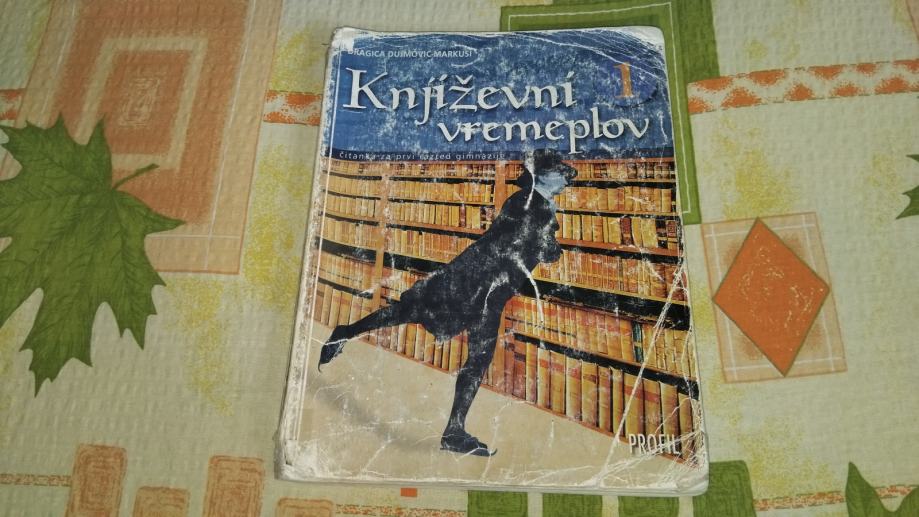 DRAGICA DUJMOVIĆ-MARKUSI
Književni 1
vremeplov
čitanka za prvi razred gimnazije
PROFIL